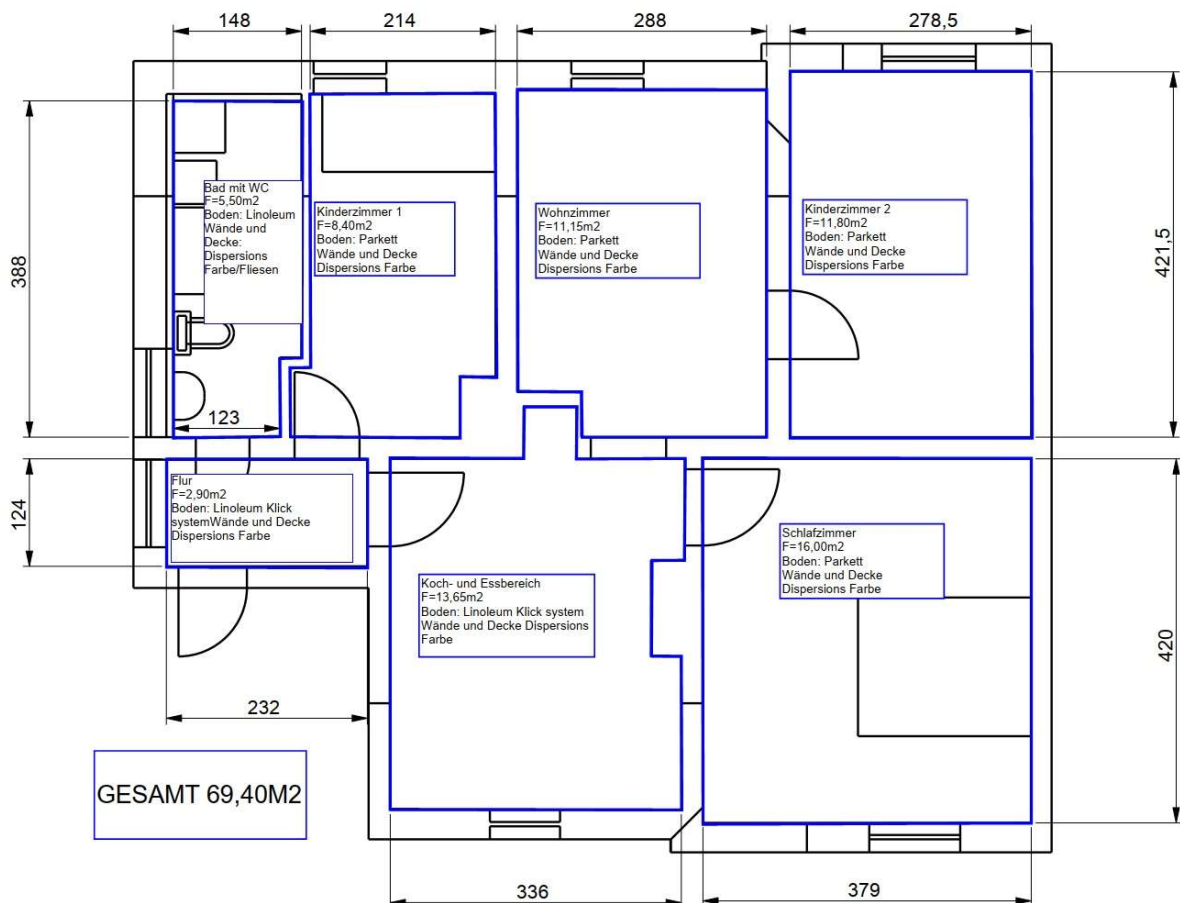 148
214
288
278,5
388
421,5
Bad mit WC
F=5,50m2
Boden: Linoleum
Wände und
Decke:
Dispersions
Farbe/Fliesen
Kinderzimmer 1
F=8,40m2
Boden: Parkett
Wände und Decke
Dispersions Farbe
Wohnzimmer
F=11,15m2
Boden: Parkett
Wände und Decke
Dispersions Farbe
Kinderzimmer 2
F=11,80m2
Boden: Parkett
Wände und Decke
Dispersions Farbe
123
124
Flur
F=2,90m2
Boden: Linoleum Klick
systemWände und Decke
Dispersions Farbe
Koch- und Essbereich
F=13,65m2
Boden: Linoleum Klick system
Wände und Decke Dispersions
Farbe
Schlafzimmer
F=16,00m2
Boden: Parkett
Wände und Decke
Dispersions Farbe
420
232
GESAMT 69,40M2
336
379